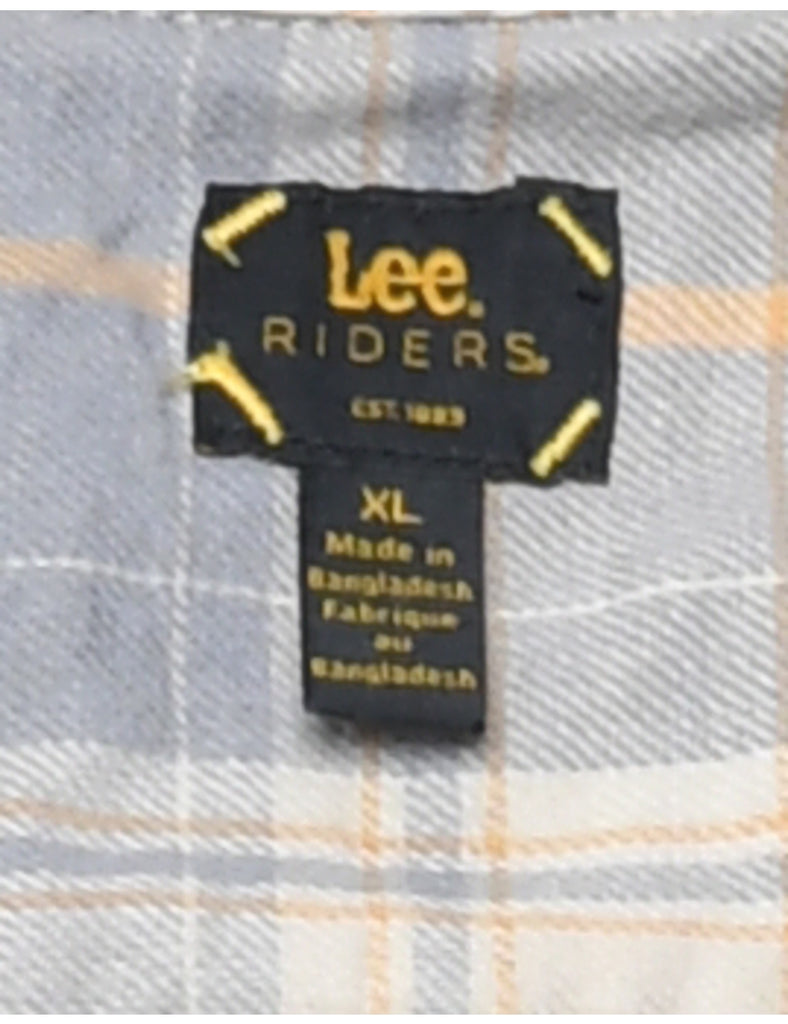 Lee.
RIDERS®
EST. 1889
XL
Made in
Bangladesh
Fabrique
au
Bangladesh